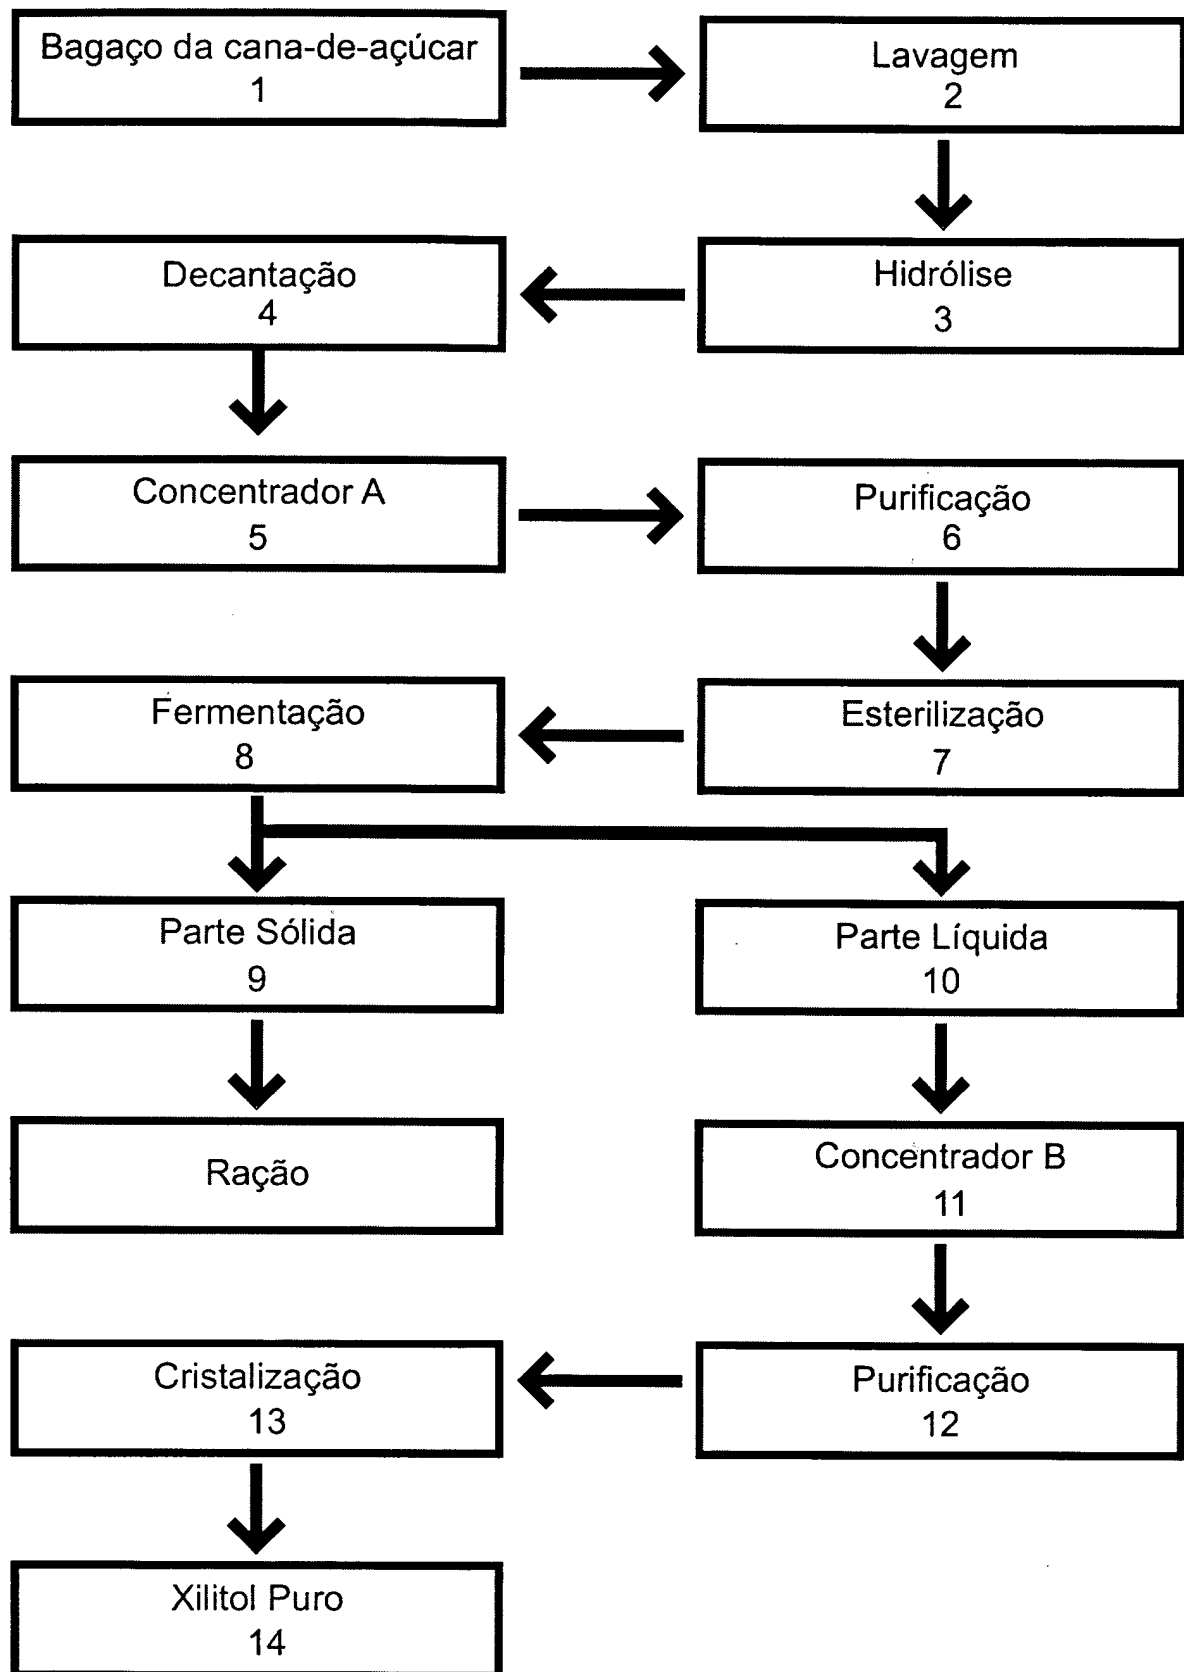 Bagaço da cana-de-açúcar
1
Lavagem
2
Hidrólise
3
Decantação
4
Concentrador A
5
Purificação
6
Esterilização
7
Fermentação
8
Parte Sólida
9
Parte Líquida
10
Ração
Concentrador B
11
Purificação
12
Cristalização
13
Xilitol Puro
14